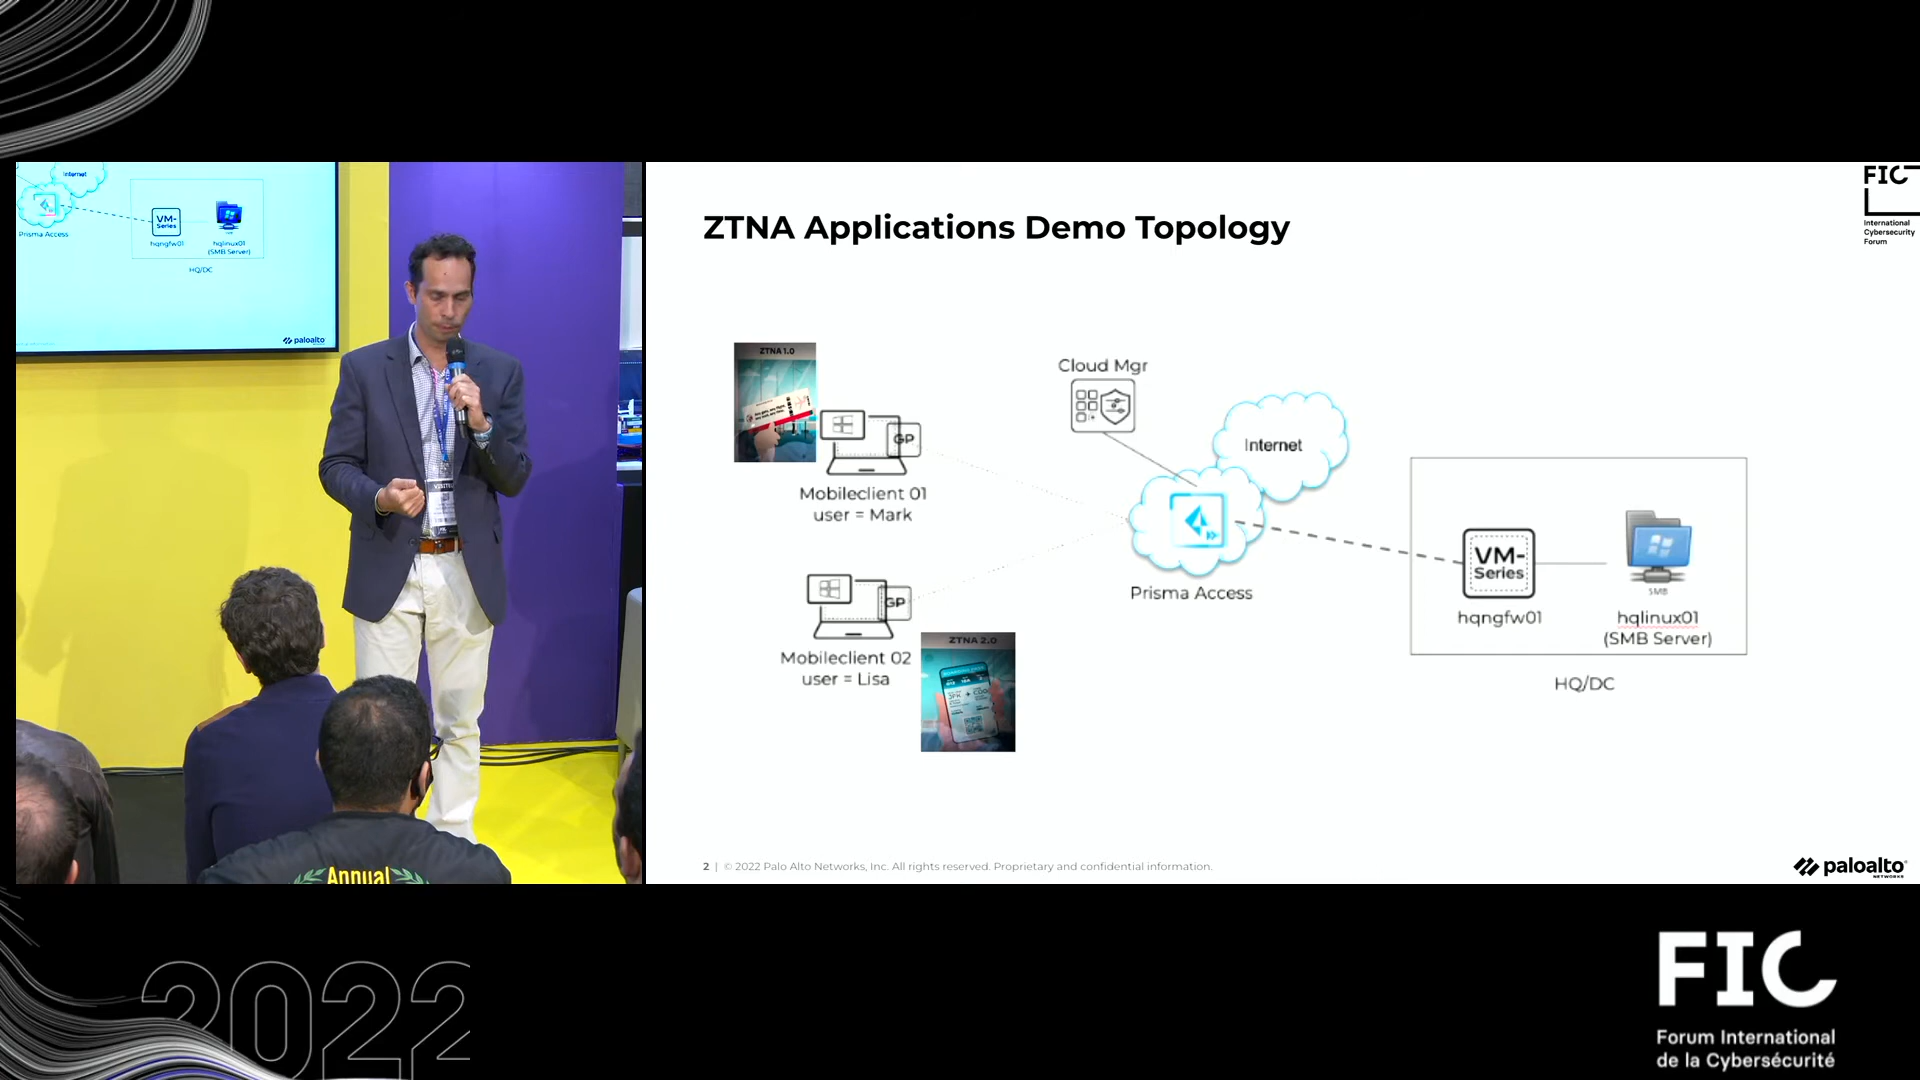 Internet
Prisma Access
VM-
Series
hqngfw01
hqlinux01
(SMB Server)
HQ/DC
paloalto
Annual
ZTNA Applications Demo Topology
FIC
International
Cybersecurity
Forum
ZTNA 1.0
GP
Mobileclient 01
user = Mark
Cloud Mgr
Internet
Prisma Access
GP
Mobileclient 02
user = Lisa
ZTNA 2.0
VM-
Series
hqngfw01
SMB
hqlinux01
(SMB Server)
HQ/DC
2 | © 2022 Palo Alto Networks, Inc. All rights reserved. Proprietary and confidential information.
paloalto
NETWORKS
2022
FIC
Forum International
de la Cybersécurité